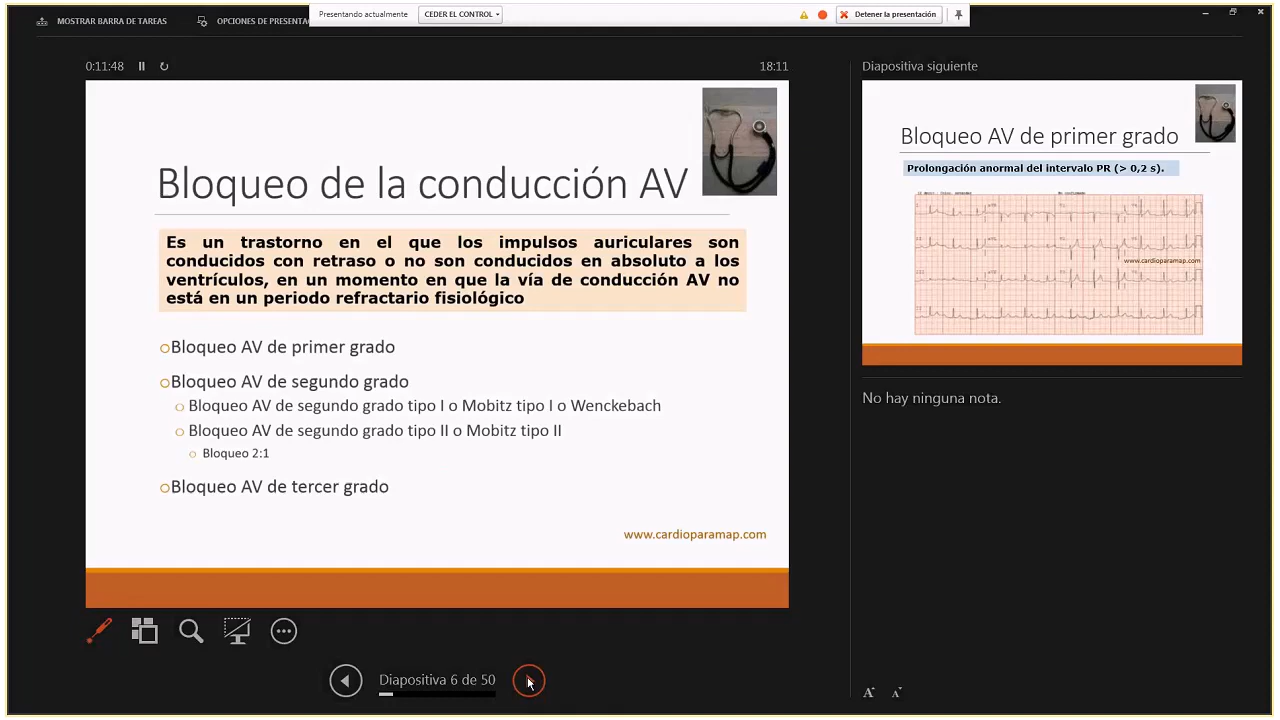 MOSTRAR BARRA DE TAREAS
OPCIONES DE PRESENTA
Presentando actualmente
CEDER EL CONTROL
Detener la presentación
0:11:48
18:11
Bloqueo de la conducción AV
Es un trastorno en el que los impulsos auriculares son
conducidos con retraso o no son conducidos en absoluto a los
ventrículos, en un momento en que la vía de conducción AV no
está en un periodo refractario fisiológico
Bloqueo AV de primer grado
Bloqueo AV de segundo grado
Bloqueo AV de segundo grado tipo I o Mobitz tipo I o Wenckebach
Bloqueo AV de segundo grado tipo II o Mobitz tipo II
Bloqueo 2:1
Bloqueo AV de tercer grado
www.cardioparamap.com
Diapositiva 6 de 50
Diapositiva siguiente
Bloqueo AV de primer grado
Prolongación anormal del intervalo PR (> 0,2 s).
www.cardioparamap.com
No hay ninguna nota.
A A